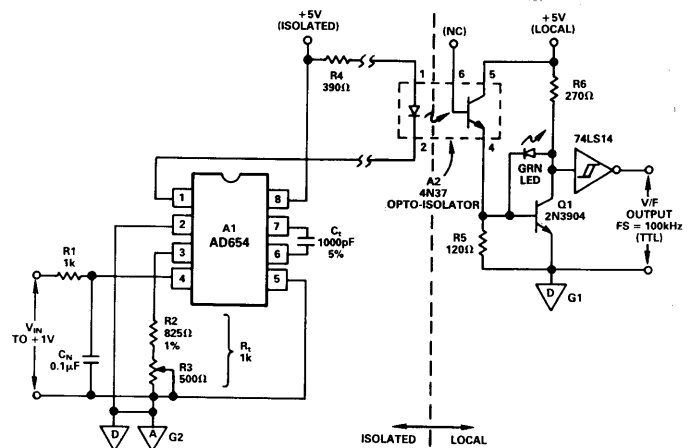 +5V
(ISOLATED)
(NC)
+5V
(LOCAL)
R4
390Ω
1
6
5
R6
270Ω
2
4
74LS14
A2
4N37
OPTO-ISOLATOR
GRN
LED
Q1
2N3904
V/F
OUTPUT
FS = 100kHz
(TTL)
R5
120Ω
D
G1
1
8
2
A1
AD654
7
Ct
1000pF
5%
3
6
4
5
R1
1k
VIN
TO + 1V
CN
0.1μF
R2
825Ω
1%
R3
500Ω
Rt
1k
D
A
G2
ISOLATED
LOCAL